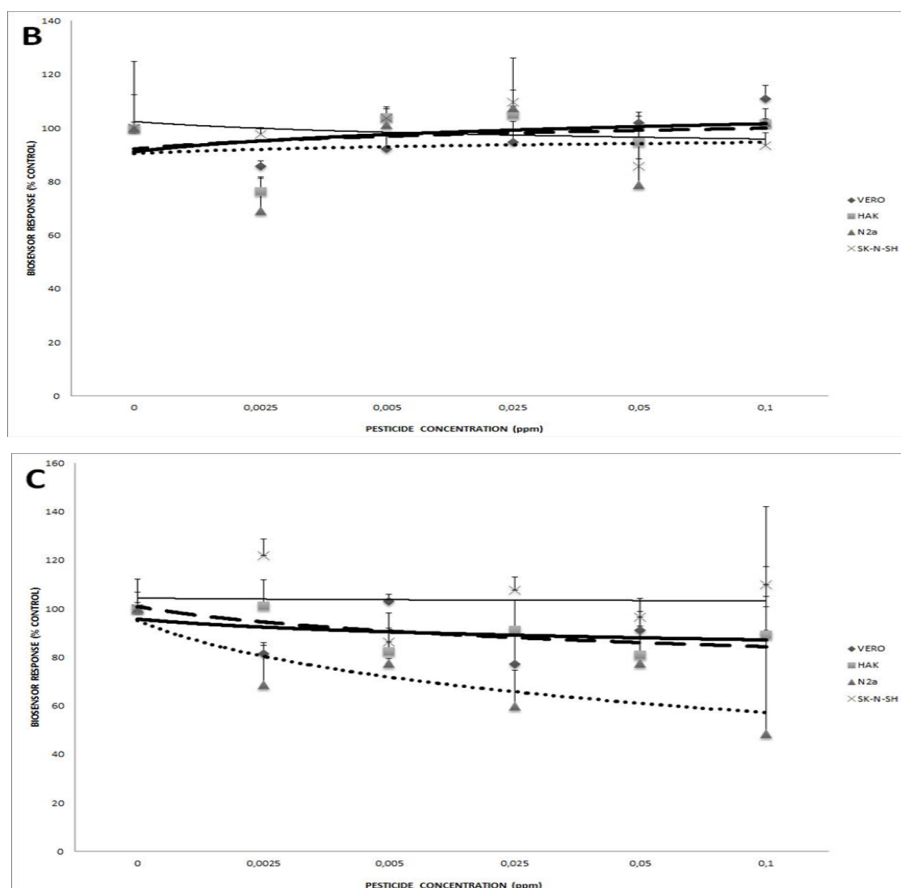 B
140
120
100
80
60
40
20
0
BIOSENSOR RESPONSE (% CONTROL)
0 0,0025 0,005 0,025 0,05 0,1
PESTICIDE CONCENTRATION (ppm)
VERO
HAK
N2a
SK-N-SH
C
160
140
120
100
80
60
40
20
0
BIOSENSOR RESPONSE (% CONTROL)
0 0,0025 0,005 0,025 0,05 0,1
PESTICIDE CONCENTRATION (ppm)
VERO
HAK
N2a
SK-N-SH